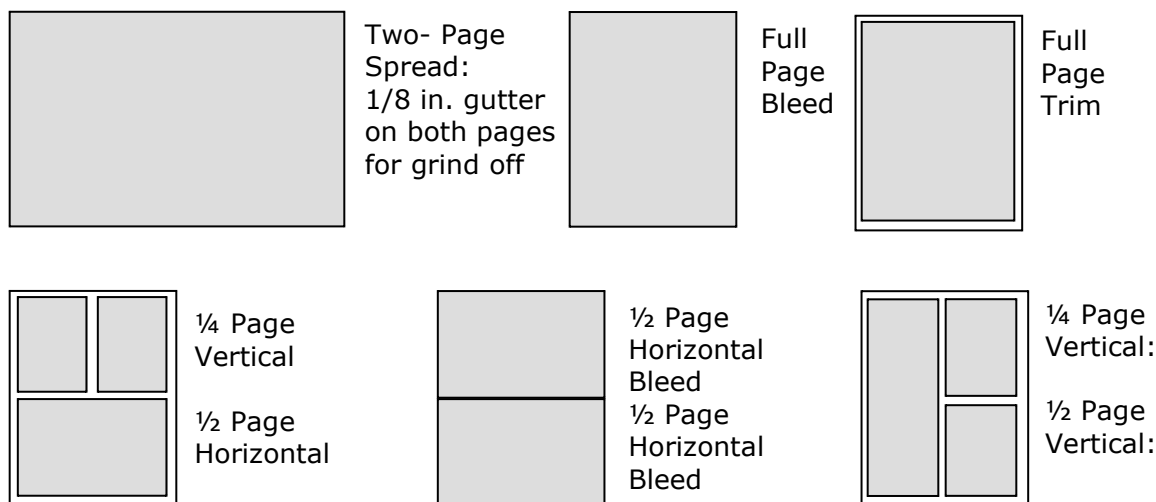 Two- Page
Spread:
1/8 in. gutter
on both pages
for grind off
Full
Page
Bleed
Full
Page
Trim
¼ Page
Vertical
½ Page
Horizontal
½ Page
Horizontal
Bleed
½ Page
Horizontal
Bleed
¼ Page
Vertical:
½ Page
Vertical: